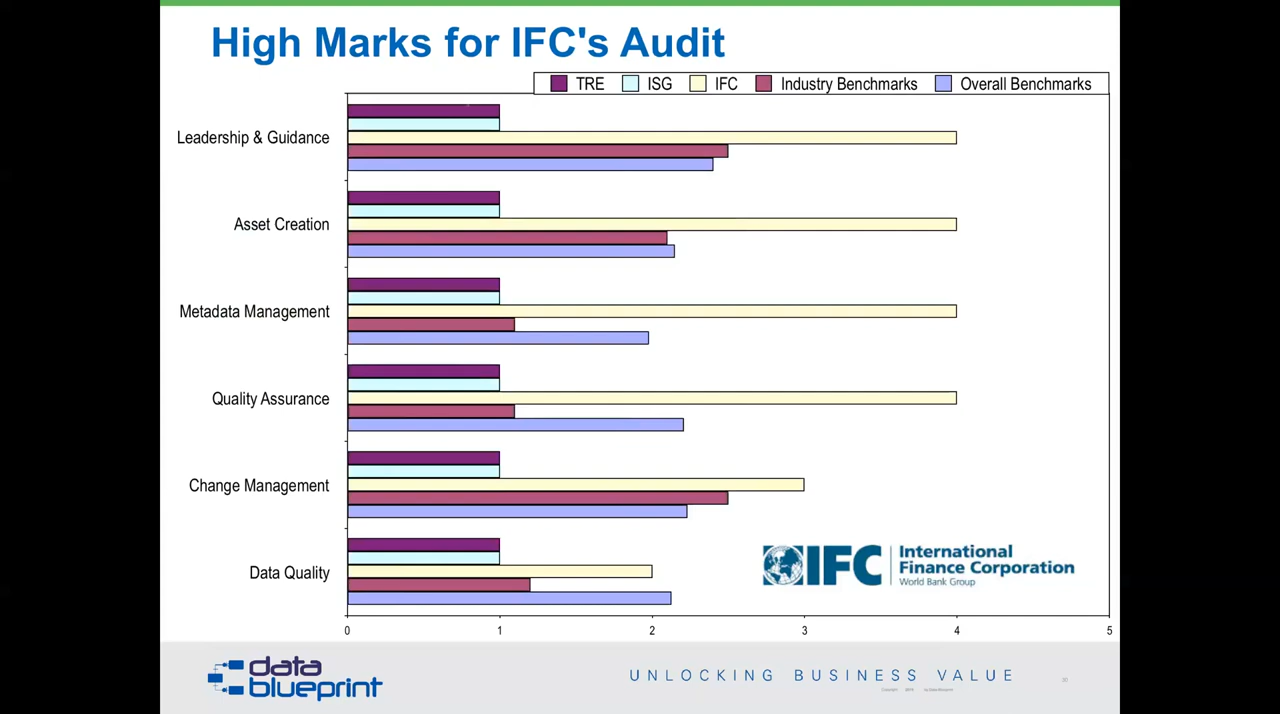 High Marks for IFC's Audit
TRE ISG IFC Industry Benchmarks Overall Benchmarks
Leadership & Guidance
Asset Creation
Metadata Management
Quality Assurance
Change Management
Data Quality
IFC International
Finance Corporation
World Bank Group
0 1 2 3 4 5
data
blueprint
UNLOCKING BUSINESS VALUE
Copyright